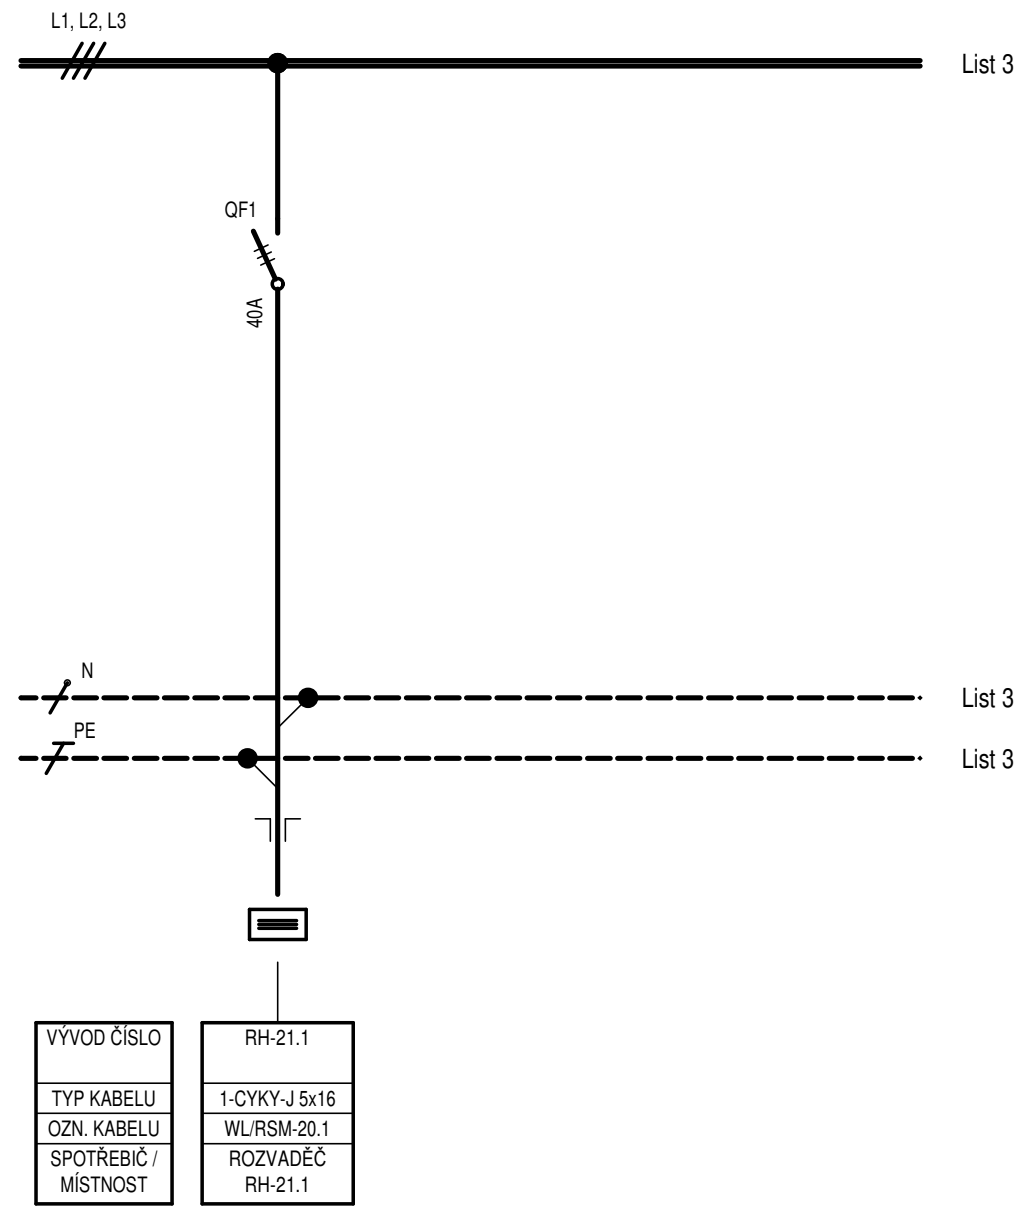 L1, L2, L3
List 3
QF1
40A
N
List 3
PE
List 3
VÝVOD ČÍSLO
RH-21.1
TYP KABELU
1-CYKY-J 5x16
OZN. KABELU
WL/RSM-20.1
SPOTŘEBIČ /
MÍSTNOST
ROZVADĚČ
RH-21.1